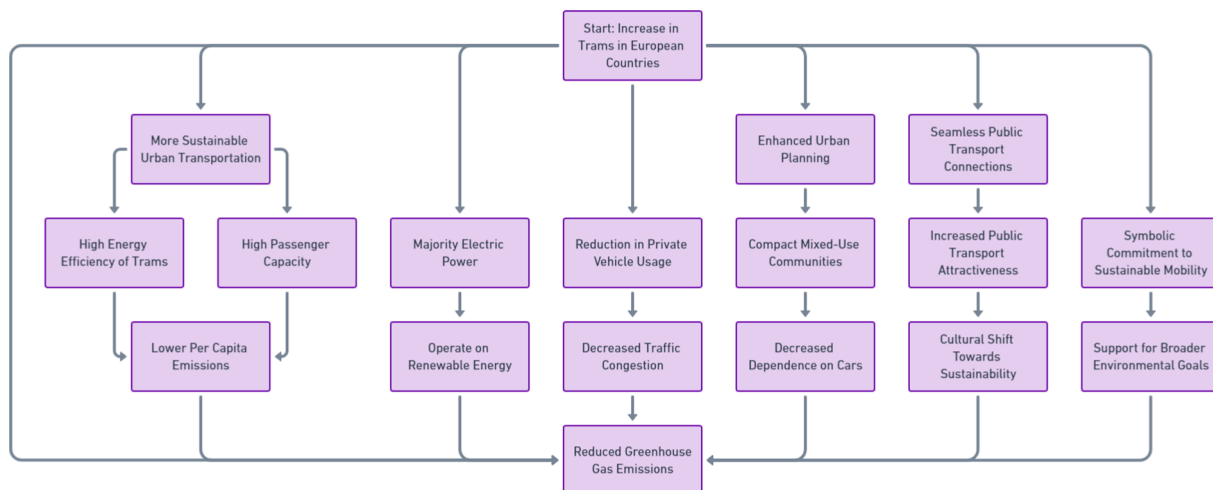 Start: Increase in
Trams in European
Countries
More Sustainable
Urban Transportation
Enhanced Urban
Planning
Seamless Public
Transport
Connections
High Energy
Efficiency of Trams
High Passenger
Capacity
Majority Electric
Power
Reduction in Private
Vehicle Usage
Compact Mixed-Use
Communities
Increased Public
Transport
Attractiveness
Symbolic
Commitment to
Sustainable Mobility
Lower Per Capita
Emissions
Operate on
Renewable Energy
Decreased Traffic
Congestion
Decreased
Dependence on Cars
Cultural Shift
Towards
Sustainability
Support for Broader
Environmental Goals
Reduced Greenhouse
Gas Emissions